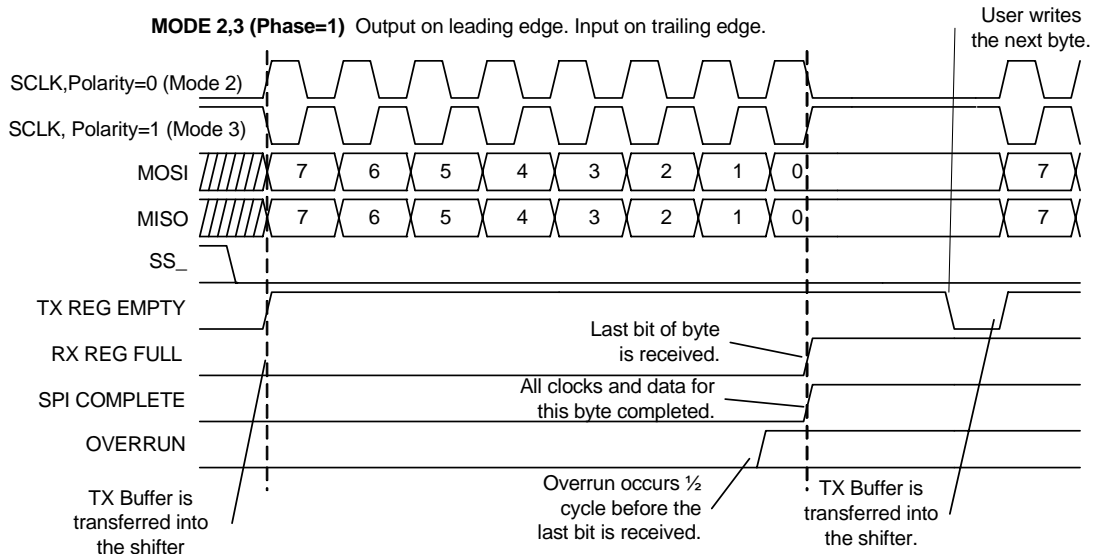 MODE 2,3 (Phase=1) Output on leading edge. Input on trailing edge.
User writes
the next byte.
SCLK,Polarity=0 (Mode 2)
SCLK, Polarity=1 (Mode 3)
MOSI 7 6 5 4 3 2 1 0 7
MISO 7 6 5 4 3 2 1 0 7
SS_
TX REG EMPTY
RX REG FULL
Last bit of byte
is received.
SPI COMPLETE
All clocks and data for
this byte completed.
OVERRUN
TX Buffer is
transferred into
the shifter
Overrun occurs ½
cycle before the
last bit is received.
TX Buffer is
transferred into
the shifter.